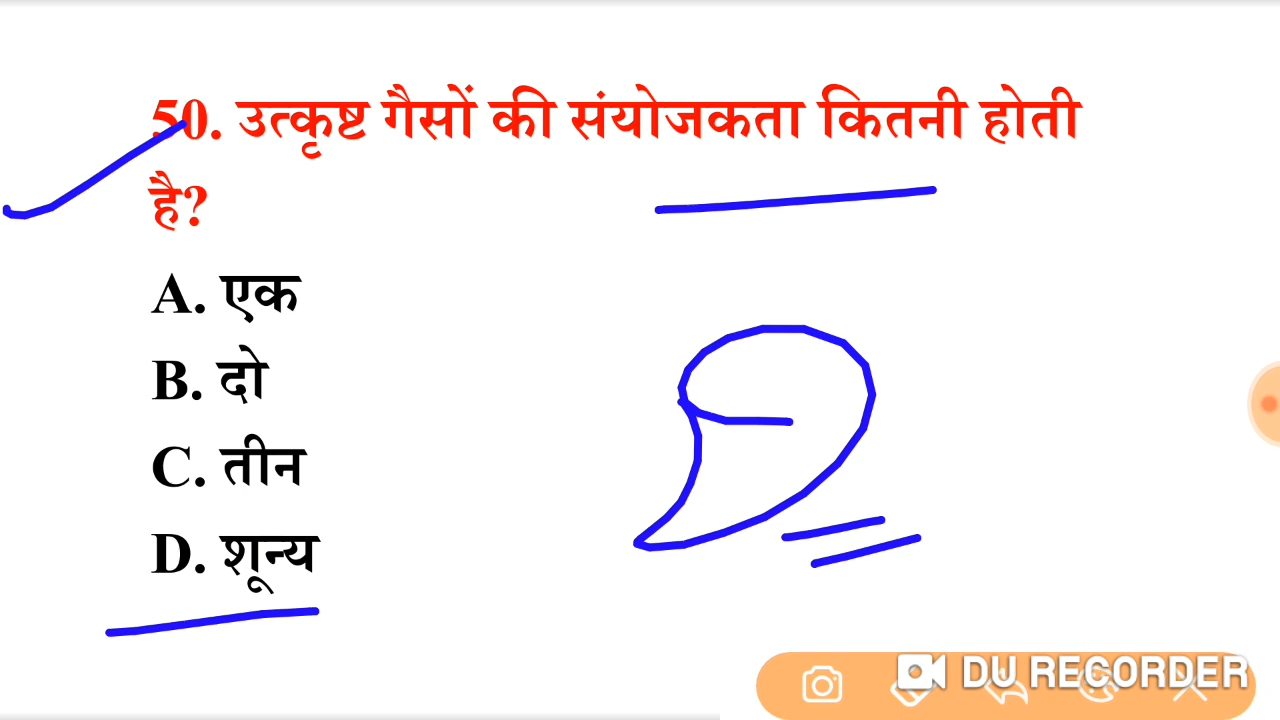 50. उत्कृष्ट गैसों की संयोजकता कितनी होती
है?
A. एक
B. दो
C. तीन
D. शून्य
DU RECORDER